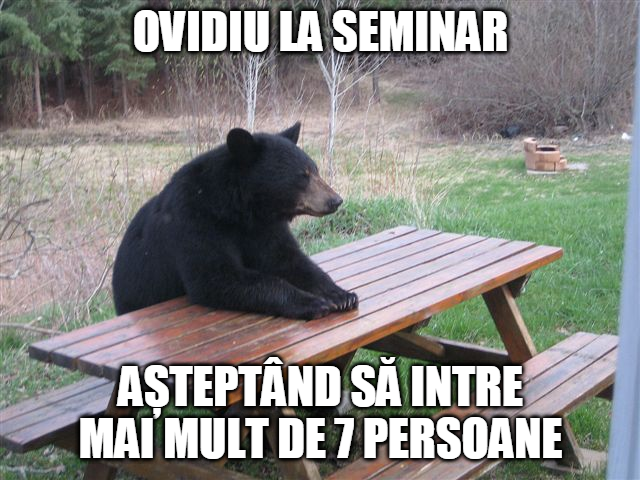 OVIDIU LA SEMINAR
AȘTEPTÂND SĂ INTRE
MAI MULT DE 7 PERSOANE